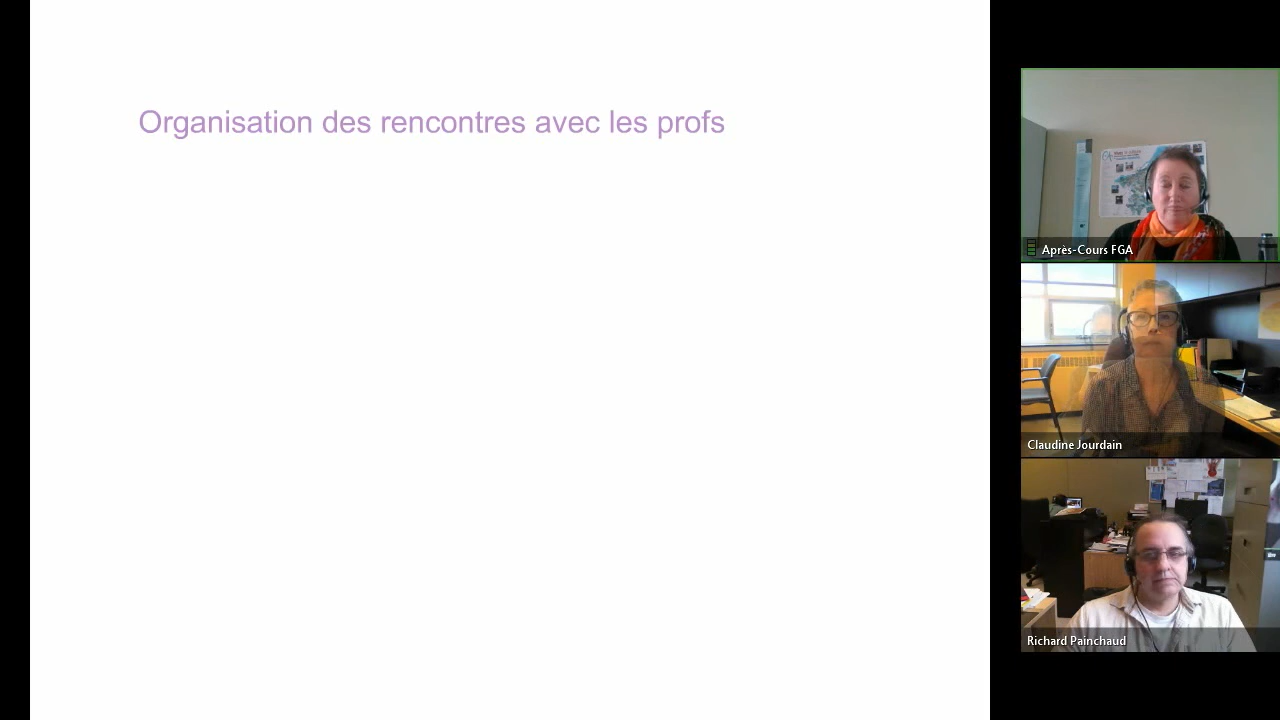 Organisation des rencontres avec les profs
Après-Cours FGA
Claudine Jourdain
Richard Painchaud